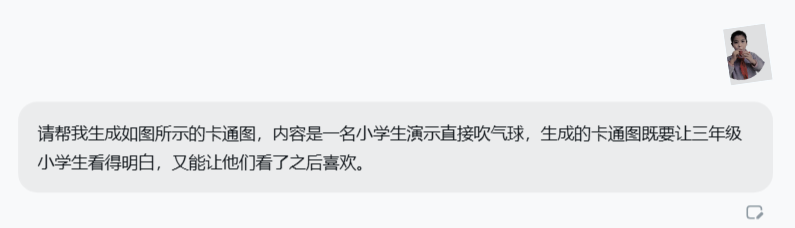 请帮我生成如图所示的卡通图，内容是一名小学生演示直接吹气球，生成的卡通图既要让三年级
小学生看得明白，又能让他们看了之后喜欢。